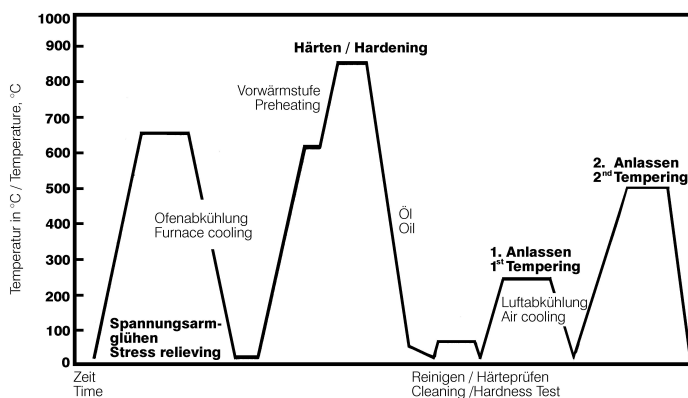 Temperatur in °C / Temperature, °C
1000
900
800
700
600
500
400
300
200
100
0
Härten / Hardening
Vorwärmstufe
Preheating
Ofenabkühlung
Furnace cooling
Spannungsarm-
glühen
Stress relieving
Öl
Oil
1. Anlassen
1st Tempering
Luftabkühlung
Air cooling
2. Anlassen
2nd Tempering
Zeit
Time
Reinigen / Härteprüfen
Cleaning /Hardness Test